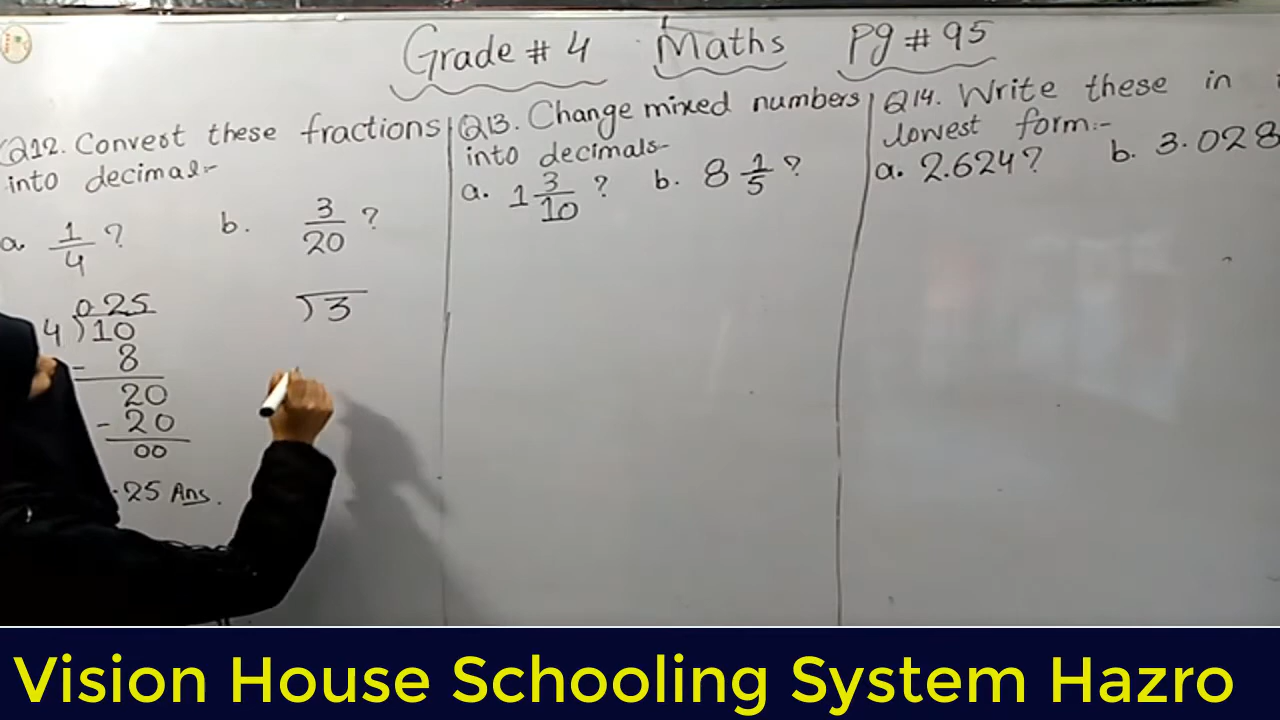 Grade # 4 Maths Pg # 95
Q12. Convert these fractions
into decimal:-
a. 1/4 ? b. 3/20 ?
0.25
4)10
- 8
20
- 20
00
.25 Ans.
)3
Q13. Change mixed numbers
into decimals-
a. 1 3/10 ? b. 8 1/5 ?
Q14. Write these in
lowest form:-
a. 2.624? b. 3.028
Vision House Schooling System Hazro